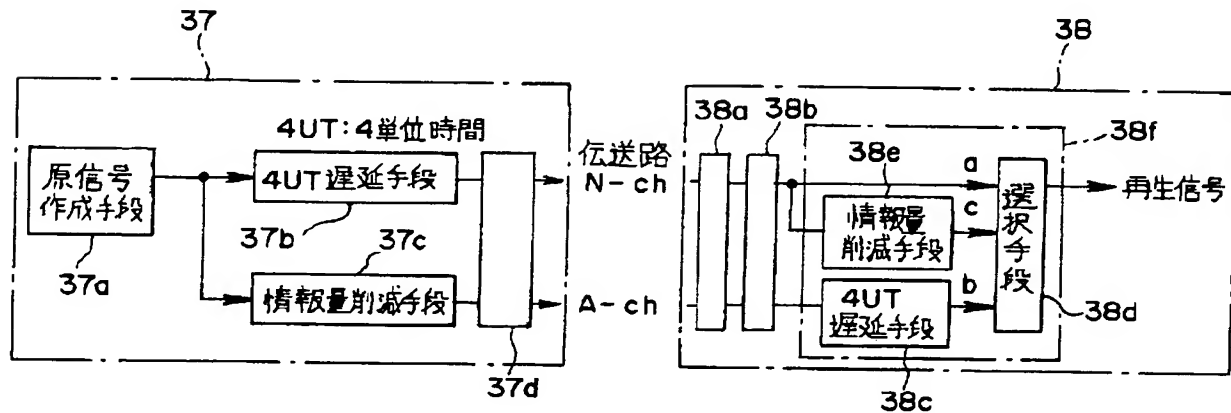 37
4UT:4単位時間
原信号
作成手段
37a
4UT遅延手段
37b
37c
情報量削減手段
37d
伝送路
N-ch
A-ch
38
38a
38b
38f
38e
a
情報量
削減手段
c
4UT
遅延手段
b
38c
選択手段
38d
再生信号